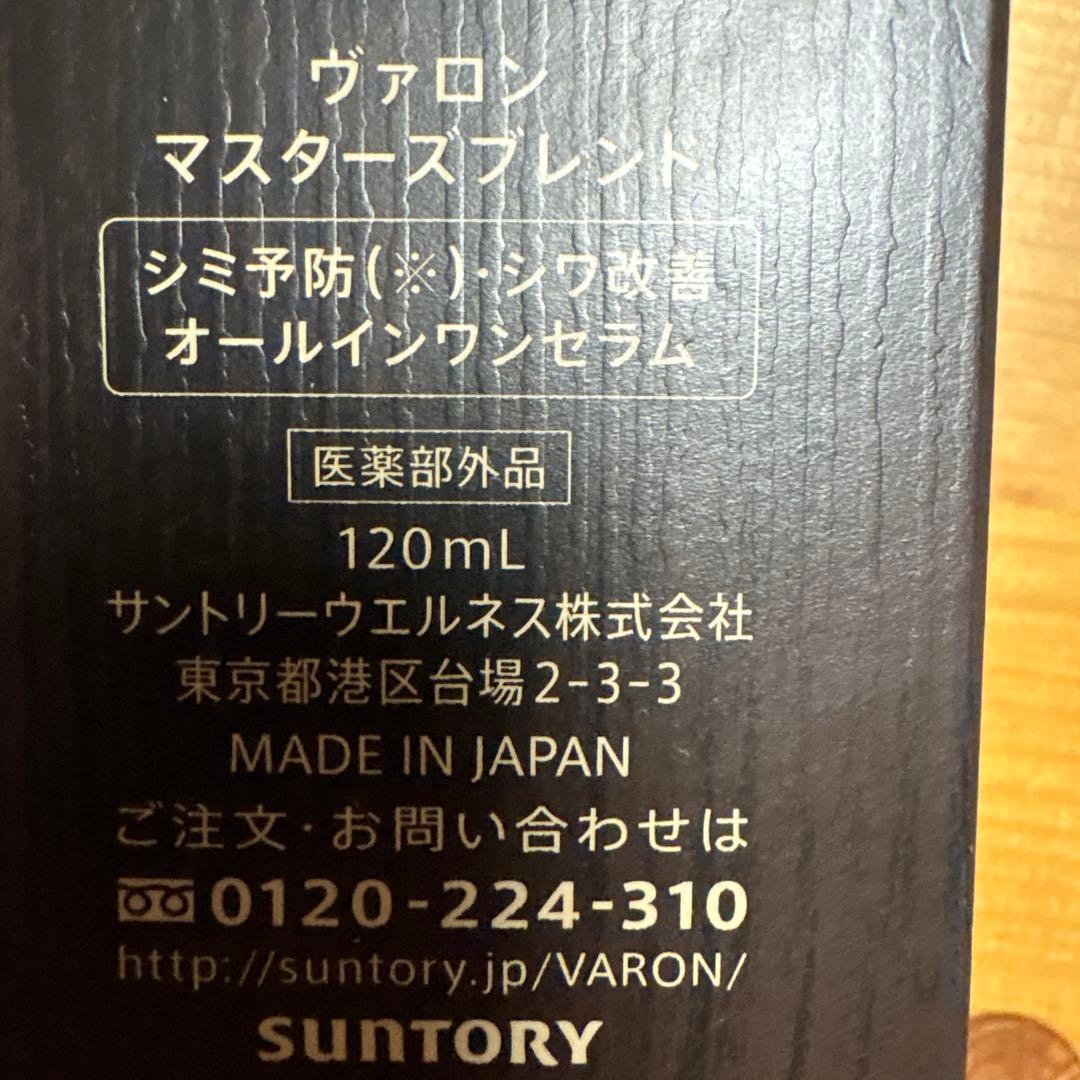 ヴァロン
マスターズブレンド
シミ予防(※)・シワ改善
オールインワンセラム
医薬部外品
120mL
サントリーウエルネス株式会社
東京都港区台場2-3-3
MADE IN JAPAN
ご注文・お問い合わせは
0120-224-310
http://suntory.jp/VARON/
SUNTORY